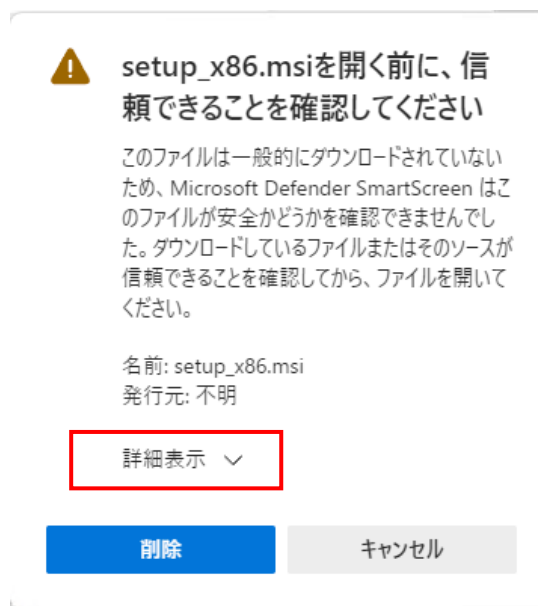 setup_x86.msiを開く前に、信
頼できることを確認してください
このファイルは一般的にダウンロードされていない
ため、Microsoft Defender SmartScreen はこ
のファイルが安全かどうかを確認できませんでし
た。ダウンロードしているファイルまたはそのソースが
信頼できることを確認してから、ファイルを開いて
ください。
名前: setup_x86.msi
発行元: 不明
詳細表示
削除
キャンセル